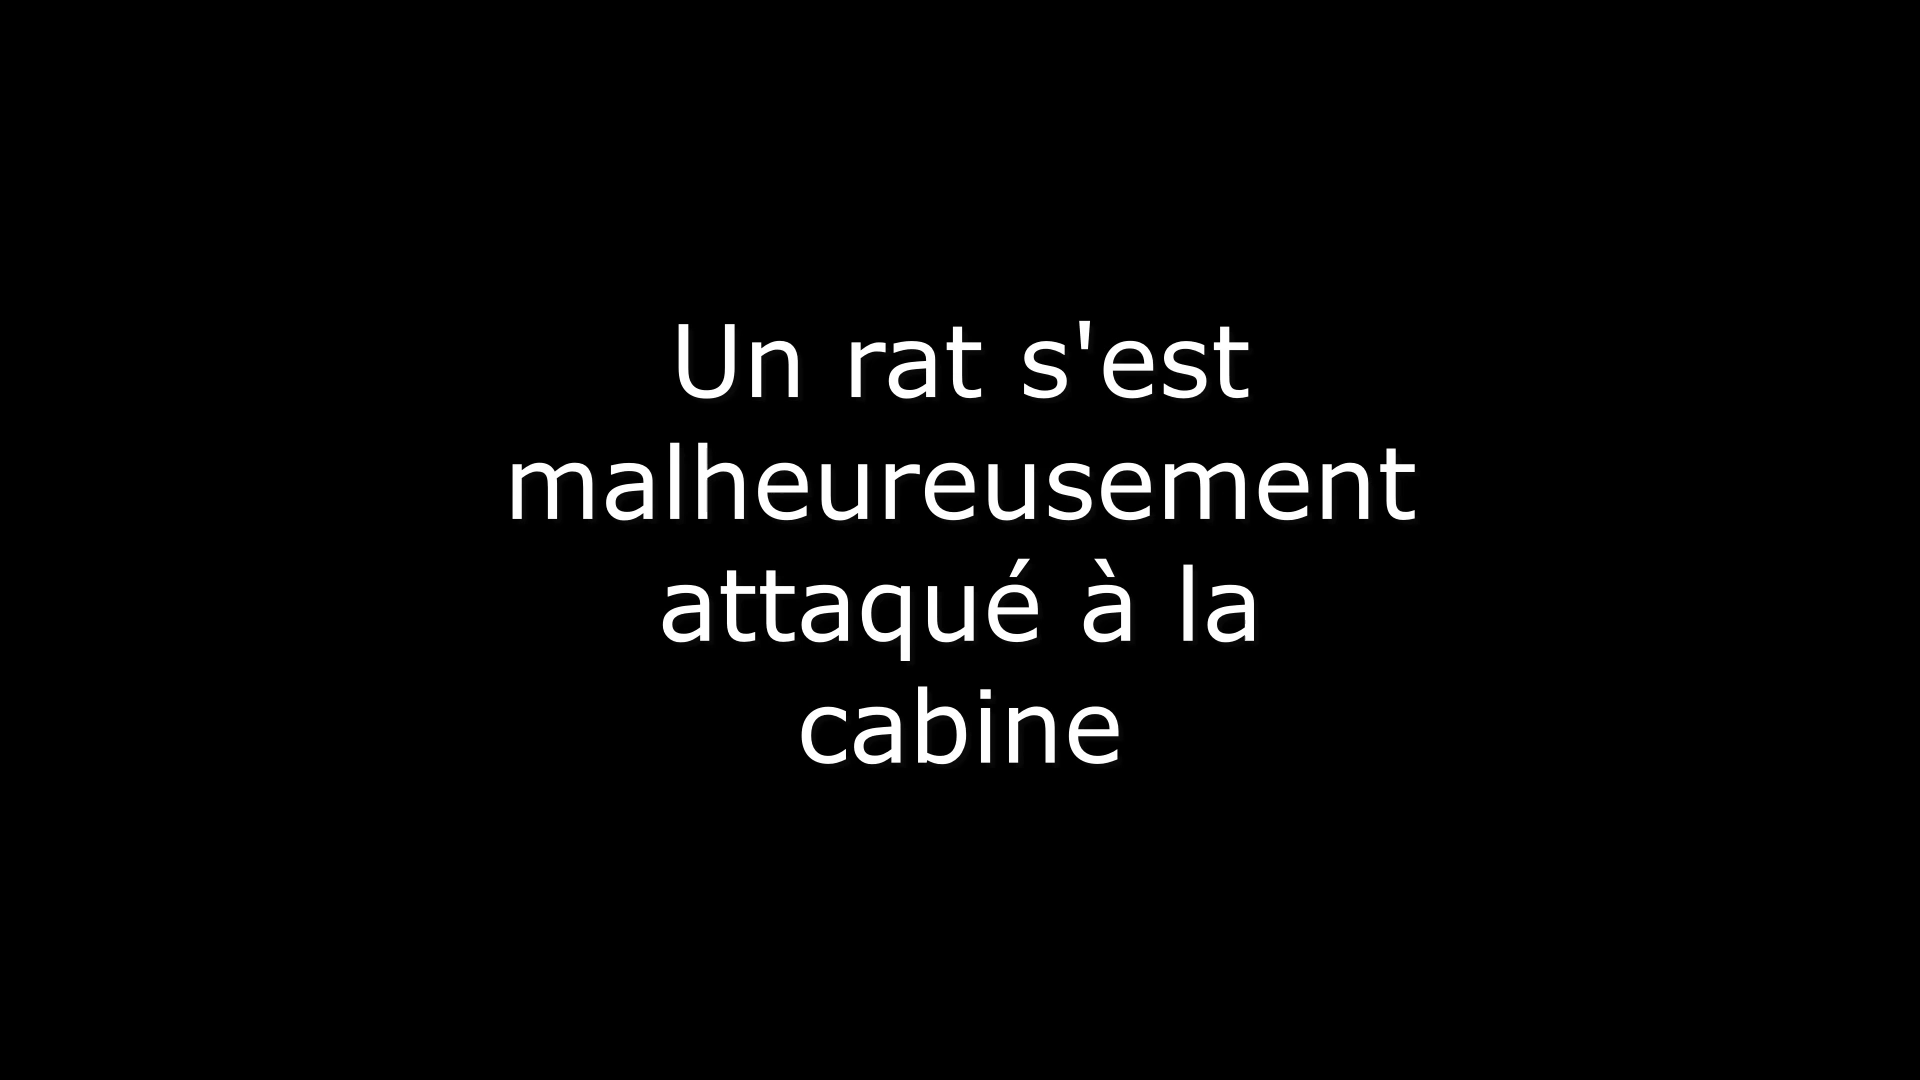 Un rat s'est
malheureusement
attaqué à la
cabine